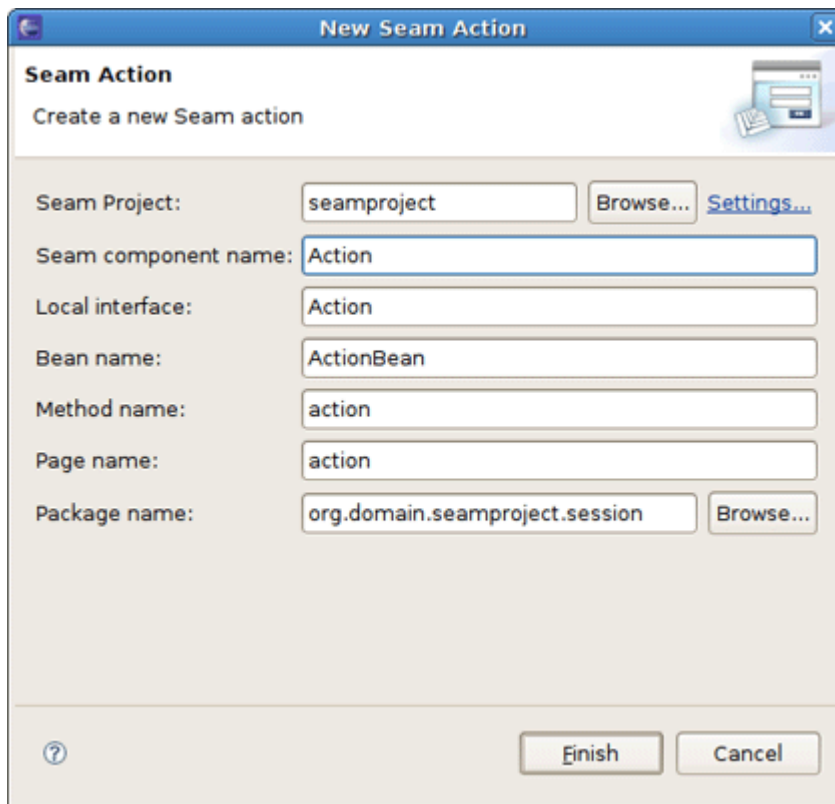 New Seam Action
Seam Action
Create a new Seam action
Seam Project: seamproject Browse... Settings...
Seam component name: Action
Local interface: Action
Bean name: ActionBean
Method name: action
Page name: action
Package name: org.domain.seamproject.session Browse...
? Finish Cancel